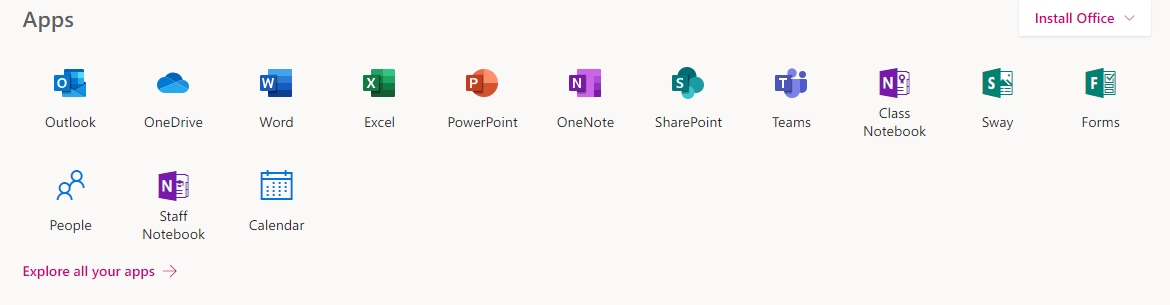 Apps
Install Office
Outlook
OneDrive
Word
Excel
PowerPoint
OneNote
SharePoint
Teams
Class
Notebook
Sway
Forms
People
Staff
Notebook
Calendar
Explore all your apps